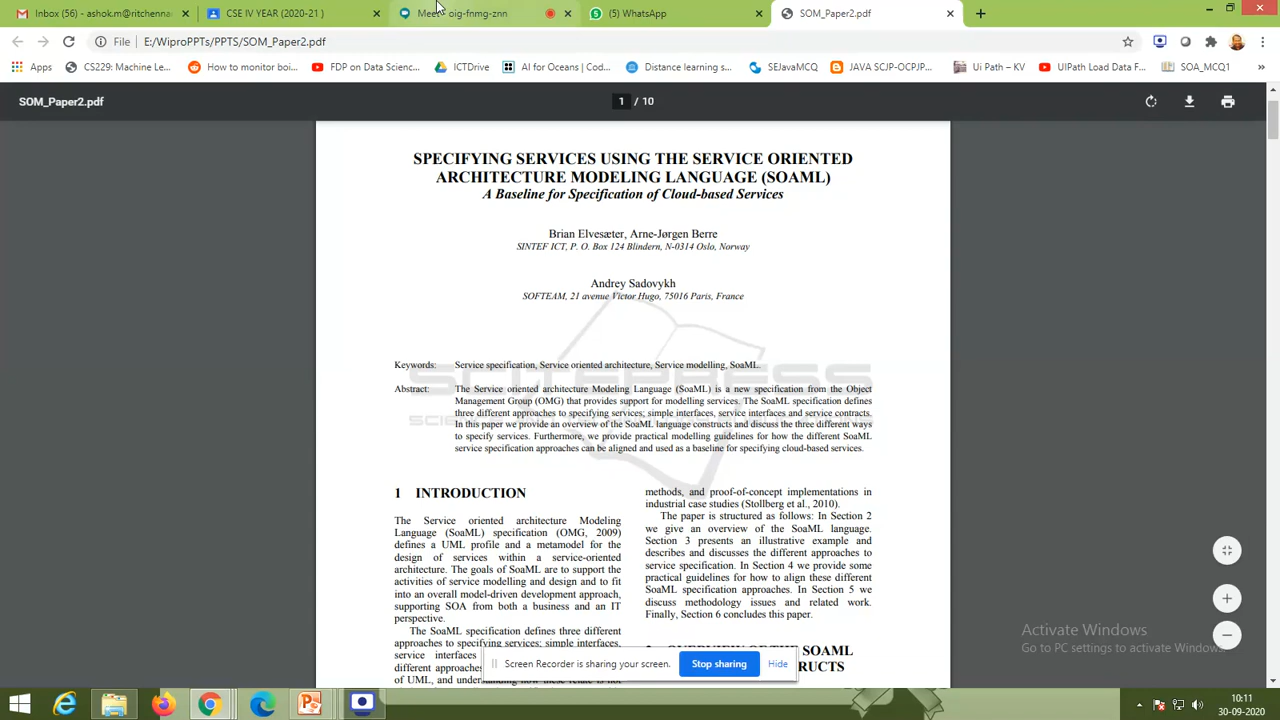 Inbox ( ) - ashok.m@ritchennai
CSE IV YEAR (2020-21 )
Meet oig-fnmg-znn
(5) WhatsApp
SOM_Paper2.pdf
File E:/WiproPPTs/PPTS/SOM_Paper2.pdf
Apps
CS229: Machine Le...
How to monitor boi...
FDP on Data Scienc...
ICTDrive
AI for Oceans | Cod...
Distance learning s...
SEJavaMCQ
JAVA SCJP-OCPJP...
Ui Path – KV
UIPath Load Data F...
SOA_MCQ1
»
SOM_Paper2.pdf
1 / 10
SPECIFYING SERVICES USING THE SERVICE ORIENTED
ARCHITECTURE MODELING LANGUAGE (SOAML)
A Baseline for Specification of Cloud-based Services
Brian Elvesæter, Arne-Jørgen Berre
SINTEF ICT, P. O. Box 124 Blindern, N-0314 Oslo, Norway
Andrey Sadovykh
SOFTEAM, 21 avenue Victor Hugo, 75016 Paris, France
Keywords: Service specification, Service oriented architecture, Service modelling, SoaML.
Abstract: The Service oriented architecture Modeling Language (SoaML) is a new specification from the Object
Management Group (OMG) that provides support for modelling services. The SoaML specification defines
three different approaches to specifying services; simple interfaces, service interfaces and service contracts.
In this paper we provide an overview of the SoaML language constructs and discuss the three different ways
to specify services. Furthermore, we provide practical modelling guidelines for how the different SoaML
service specification approaches can be aligned and used as a baseline for specifying cloud-based services.
1 INTRODUCTION
The Service oriented architecture Modeling
Language (SoaML) specification (OMG, 2009)
defines a UML profile and a metamodel for the
design of services within a service-oriented
architecture. The goals of SoaML are to support the
activities of service modelling and design and to fit
into an overall model-driven development approach,
supporting SOA from both a business and an IT
perspective.
The SoaML specification defines three different
approaches to specifying services; simple interfaces,
service interfaces
different approaches
of UML, and understanding how these relate is not
methods, and proof-of-concept implementations in
industrial case studies (Stollberg et al., 2010).
The paper is structured as follows: In Section 2
we give an overview of the SoaML language.
Section 3 presents an illustrative example and
describes and discusses the different approaches to
service specification. In Section 4 we provide some
practical guidelines for how to align these different
SoaML specification approaches. In Section 5 we
discuss methodology issues and related work.
Finally, Section 6 concludes this paper.
2 OVERVIEW OF THE SOAML
Screen Recorder is sharing your screen.
Stop sharing
Hide
Activate Windows
Go to PC settings to activate Windows.
10:11
30-09-2020